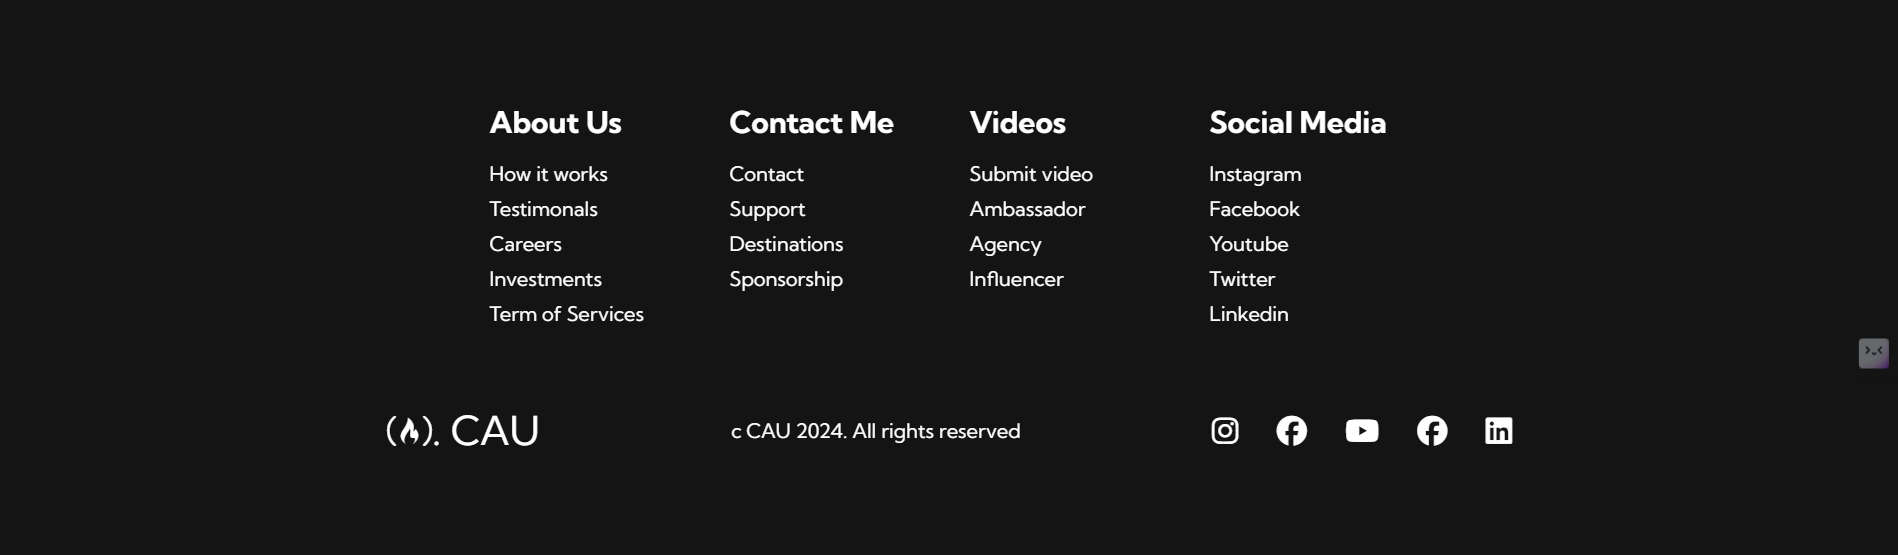 About Us
How it works
Testimonals
Careers
Investments
Term of Services
Contact Me
Contact
Support
Destinations
Sponsorship
Videos
Submit video
Ambassador
Agency
Influencer
Social Media
Instagram
Facebook
Youtube
Twitter
Linkedin
(). CAU
c CAU 2024. All rights reserved